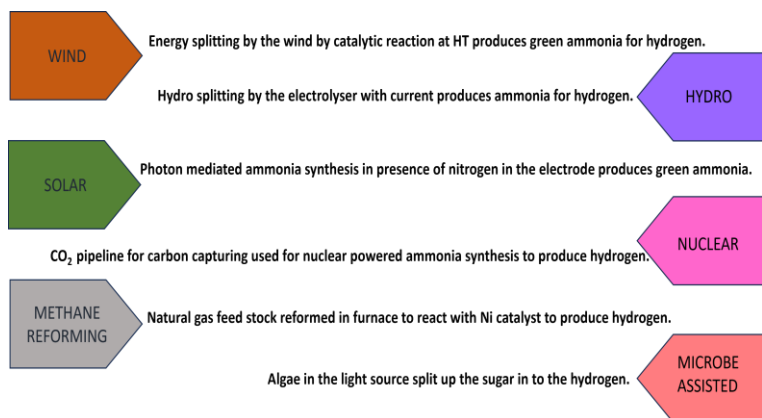 WIND
Energy splitting by the wind by catalytic reaction at HT produces green ammonia for hydrogen.
Hydro splitting by the electrolyser with current produces ammonia for hydrogen.
HYDRO
SOLAR
Photon mediated ammonia synthesis in presence of nitrogen in the electrode produces green ammonia.
CO₂ pipeline for carbon capturing used for nuclear powered ammonia synthesis to produce hydrogen.
NUCLEAR
METHANE
REFORMING
Natural gas feed stock reformed in furnace to react with Ni catalyst to produce hydrogen.
Algae in the light source split up the sugar in to the hydrogen.
MICROBE
ASSISTED